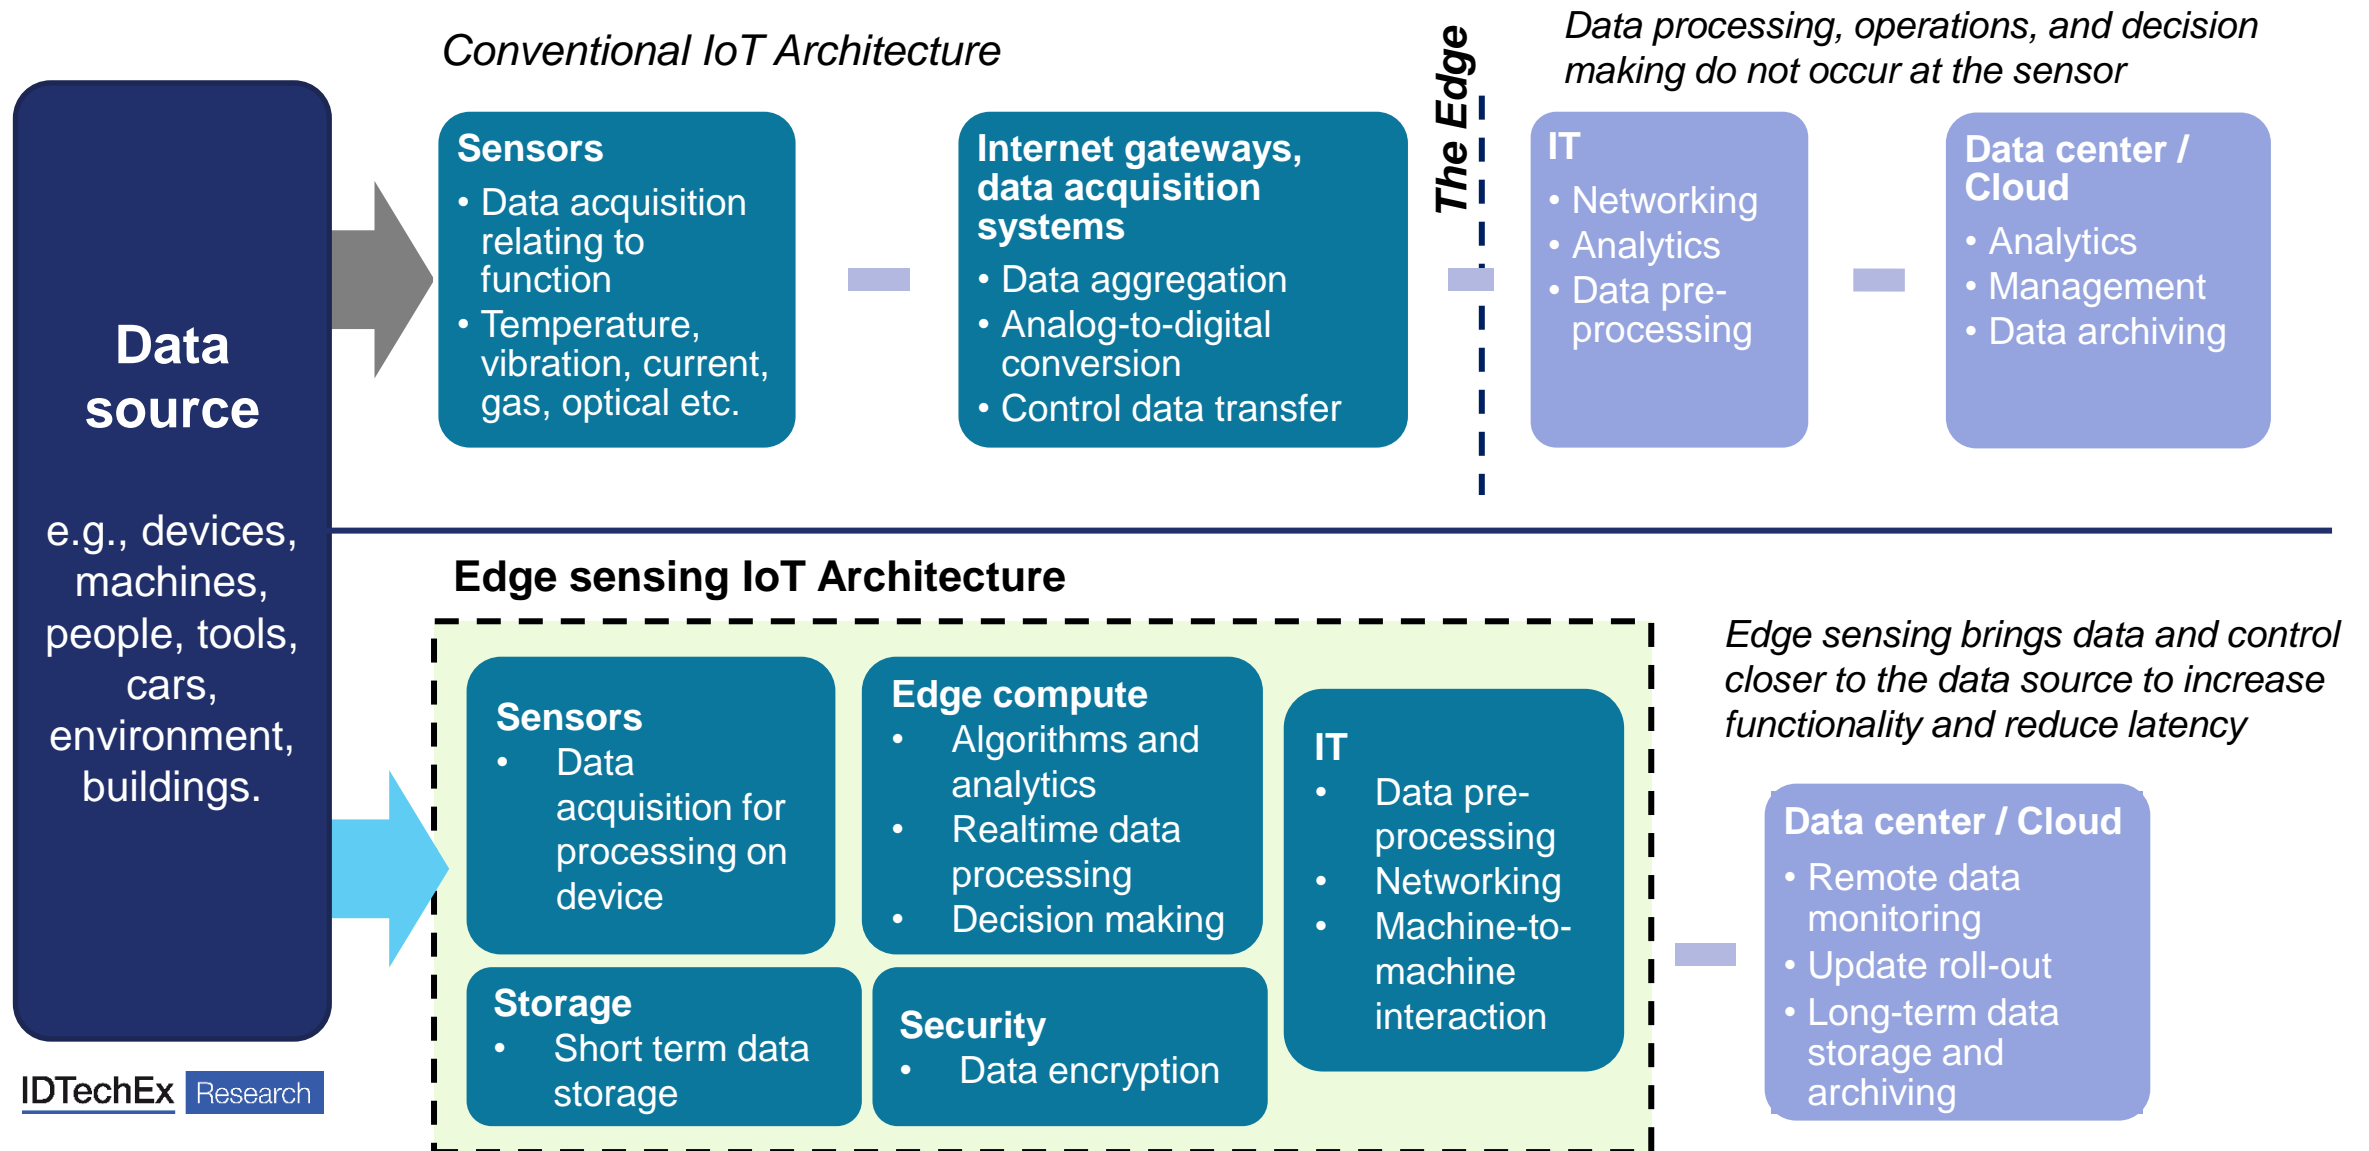 Conventional IoT Architecture
The Edge
Data processing, operations, and decision
making do not occur at the sensor
Data
source
e.g., devices,
machines,
people, tools,
cars,
environment,
buildings.
Sensors
• Data acquisition
relating to
function
• Temperature,
vibration, current,
gas, optical etc.
Internet gateways,
data acquisition
systems
• Data aggregation
• Analog-to-digital
conversion
• Control data transfer
IT
• Networking
• Analytics
• Data pre-
processing
Data center /
Cloud
• Analytics
• Management
• Data archiving
Edge sensing IoT Architecture
Sensors
• Data
acquisition for
processing on
device
Edge compute
• Algorithms and
analytics
• Realtime data
processing
• Decision making
IT
• Data pre-
processing
• Networking
• Machine-to-
machine
interaction
Storage
• Short term data
storage
Security
• Data encryption
Edge sensing brings data and control
closer to the data source to increase
functionality and reduce latency
Data center / Cloud
• Remote data
monitoring
• Update roll-out
• Long-term data
storage and
archiving
IDTechEx Research